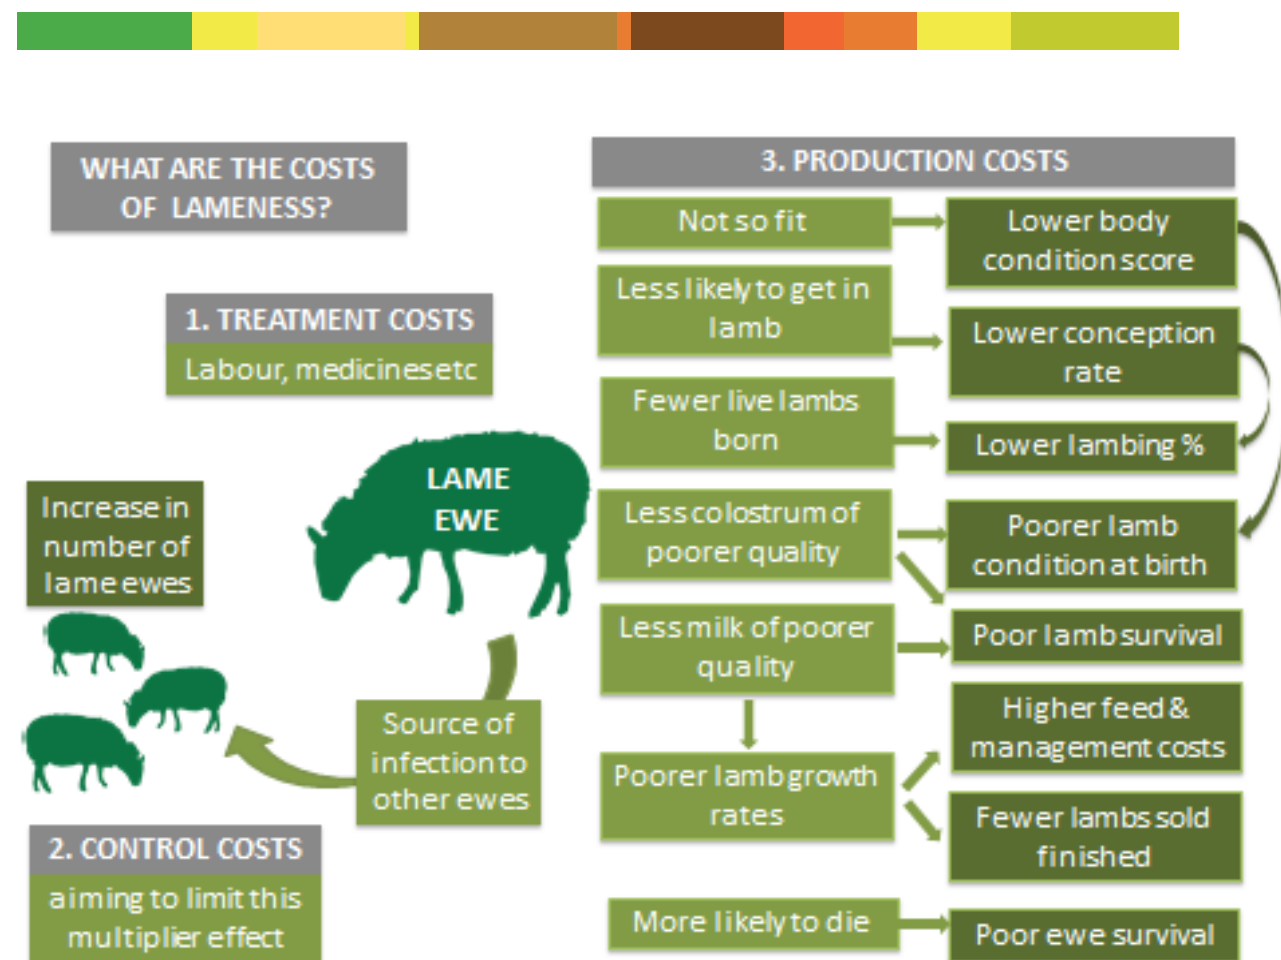 WHAT ARE THE COSTS
OF LAMENESS?
1. TREATMENT COSTS
Labour, medicines etc
LAME
EWE
Increase in
number of
lame ewes
Source of
infection to
other ewes
2. CONTROL COSTS
aiming to limit this
multiplier effect
3. PRODUCTION COSTS
Not so fit
Lower body
condition score
Less likely to get in
lamb
Lower conception
rate
Fewer live lambs
born
Lower lambing %
Less colostrum of
poorer quality
Poorer lamb
condition at birth
Less milk of poorer
quality
Poor lamb survival
Poorer lamb growth
rates
Higher feed &
management costs
Fewer lambs sold
finished
More likely to die
Poor ewe survival